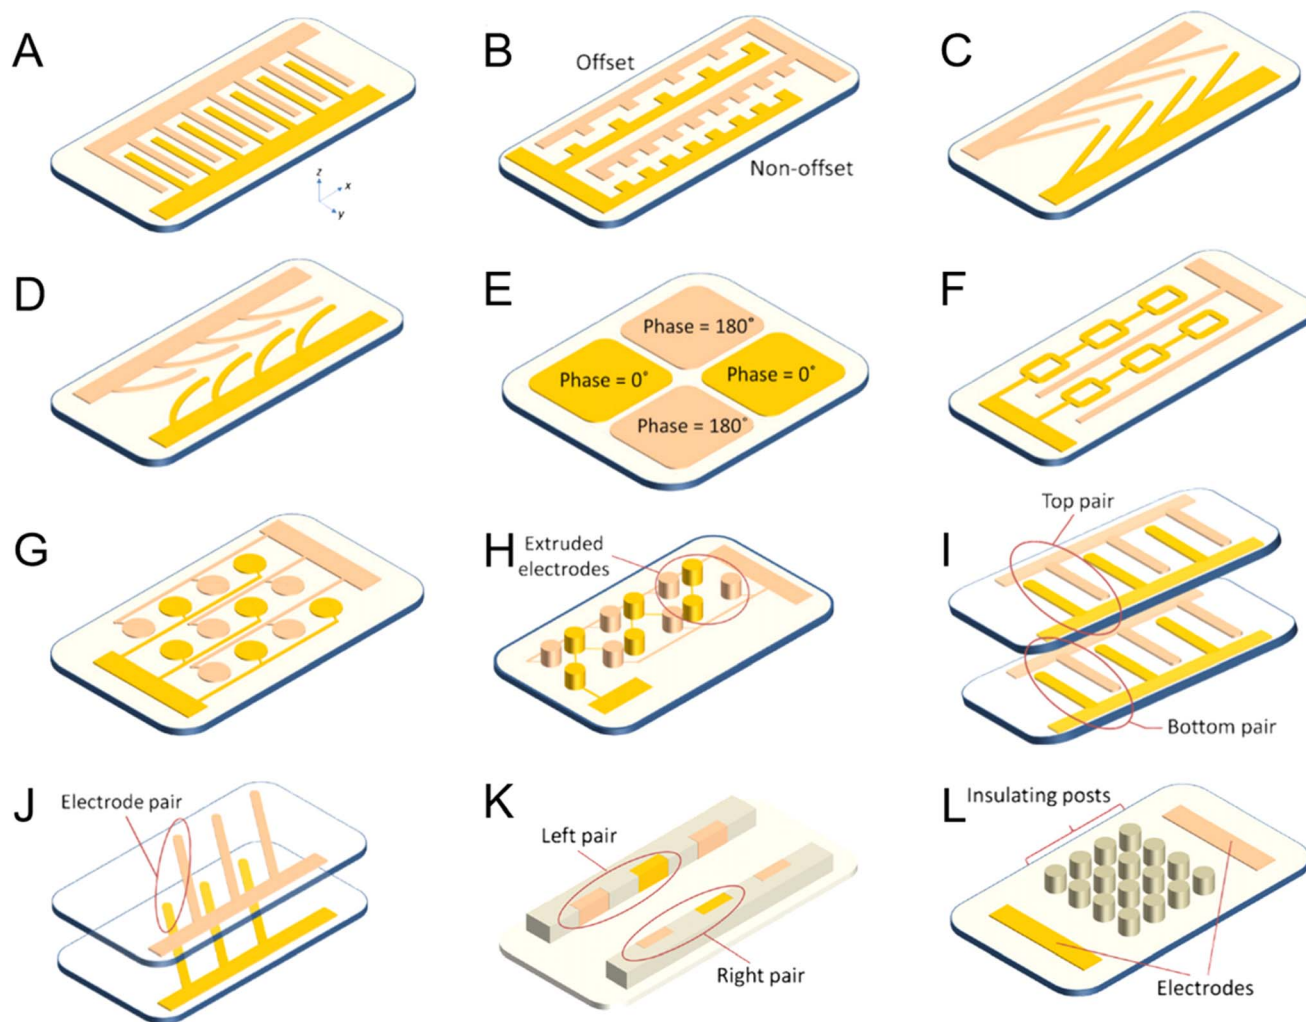 A
B
Offset
Non-offset
C
z
x
y
D
E
Phase = 180˚
Phase = 0˚
Phase = 0˚
Phase = 180˚
F
G
H
Extruded
electrodes
I
Top pair
Bottom pair
J
Electrode pair
K
Left pair
Right pair
L
Insulating posts
Electrodes